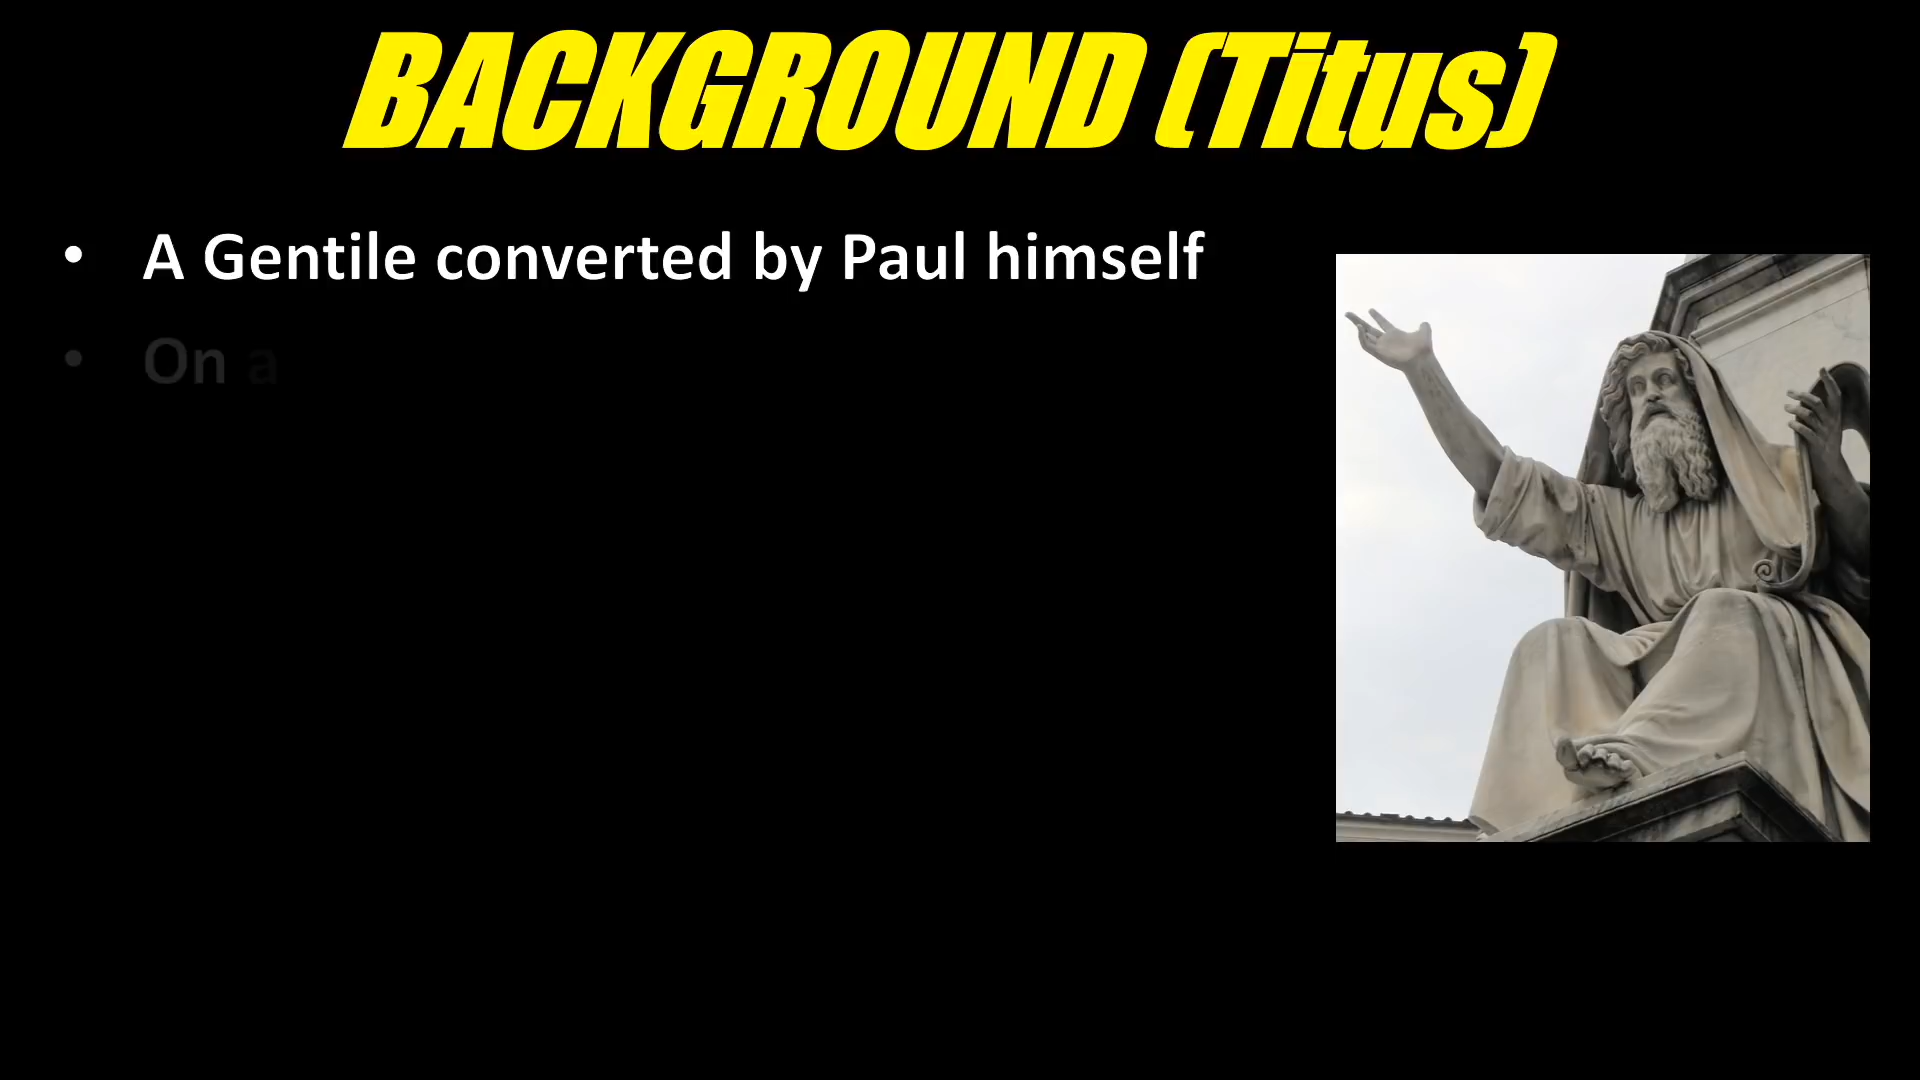 BACKGROUND (Titus)
• A Gentile converted by Paul himself
• On a